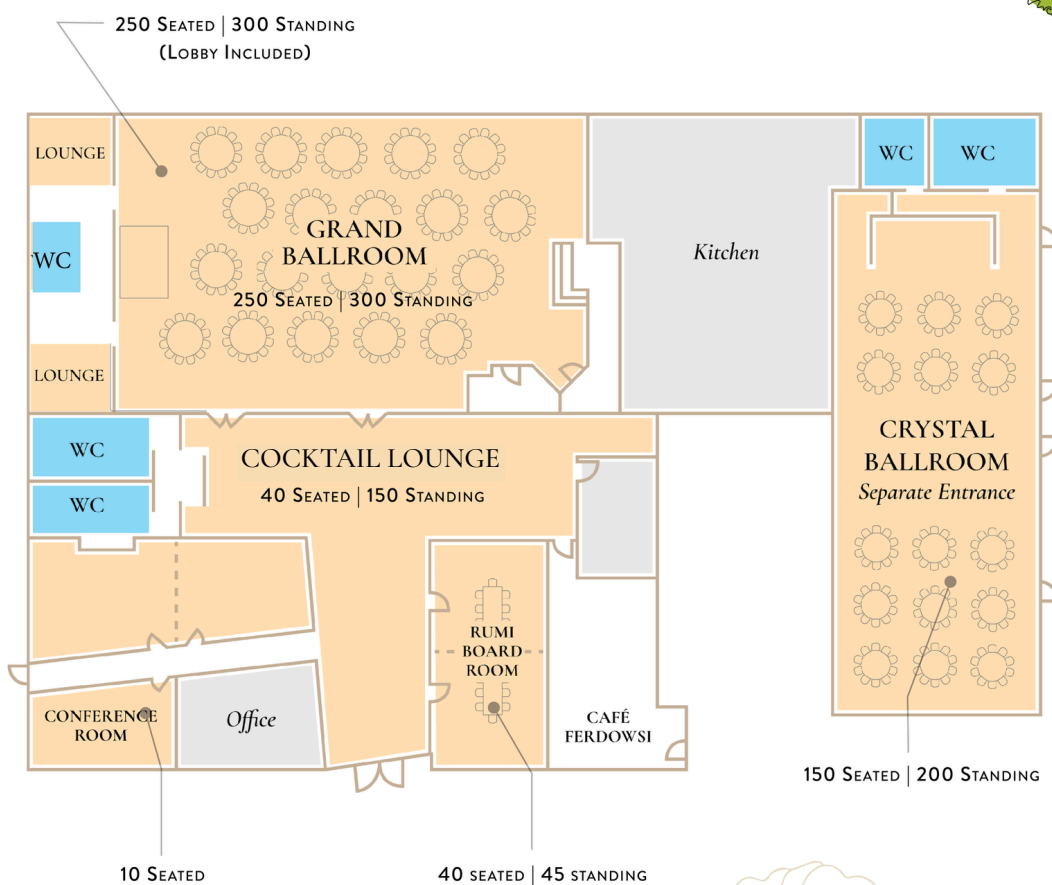 250 Seated | 300 Standing
(Lobby Included)
LOUNGE
WC
WC
GRAND
BALLROOM
250 Seated | 300 Standing
Kitchen
WC
LOUNGE
CRYSTAL
BALLROOM
Separate Entrance
WC
COCKTAIL LOUNGE
40 Seated | 150 Standing
WC
RUMI
BOARD
ROOM
CONFERENCE
ROOM
Office
CAFÉ
FERDOWSI
150 Seated | 200 Standing
10 Seated
40 seated | 45 standing